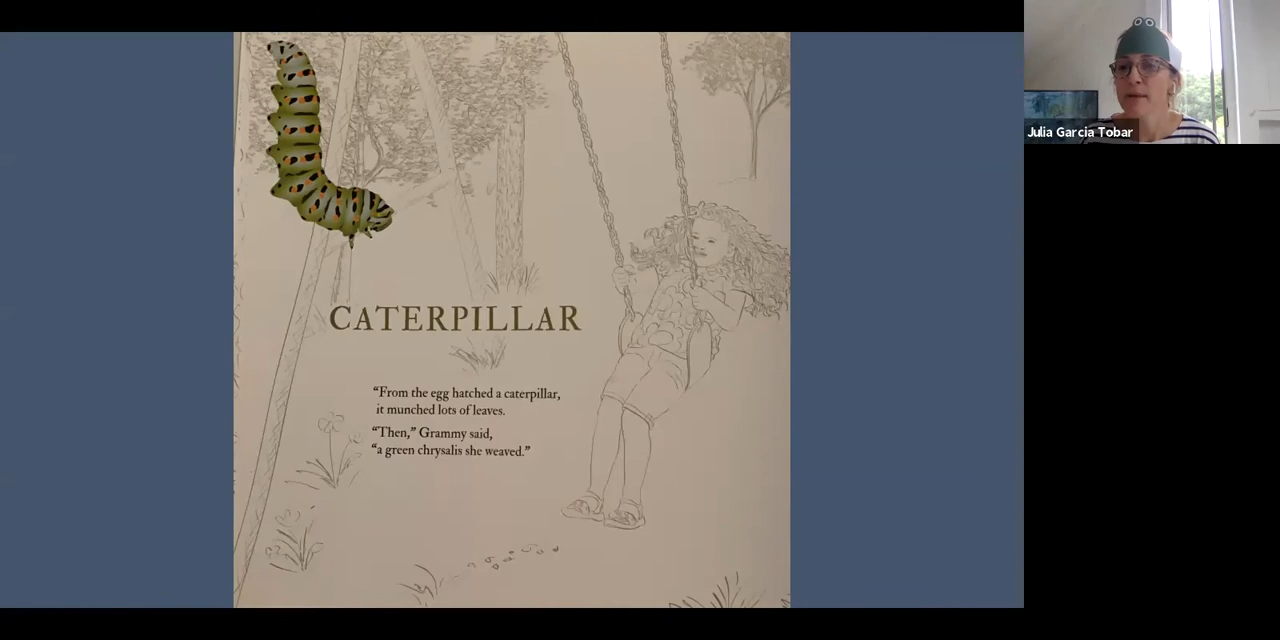 CATERPILLAR
“From the egg hatched a caterpillar,
it munched lots of leaves.
“Then,” Grammy said,
“a green chrysalis she weaved.”
Julia Garcia Tobar